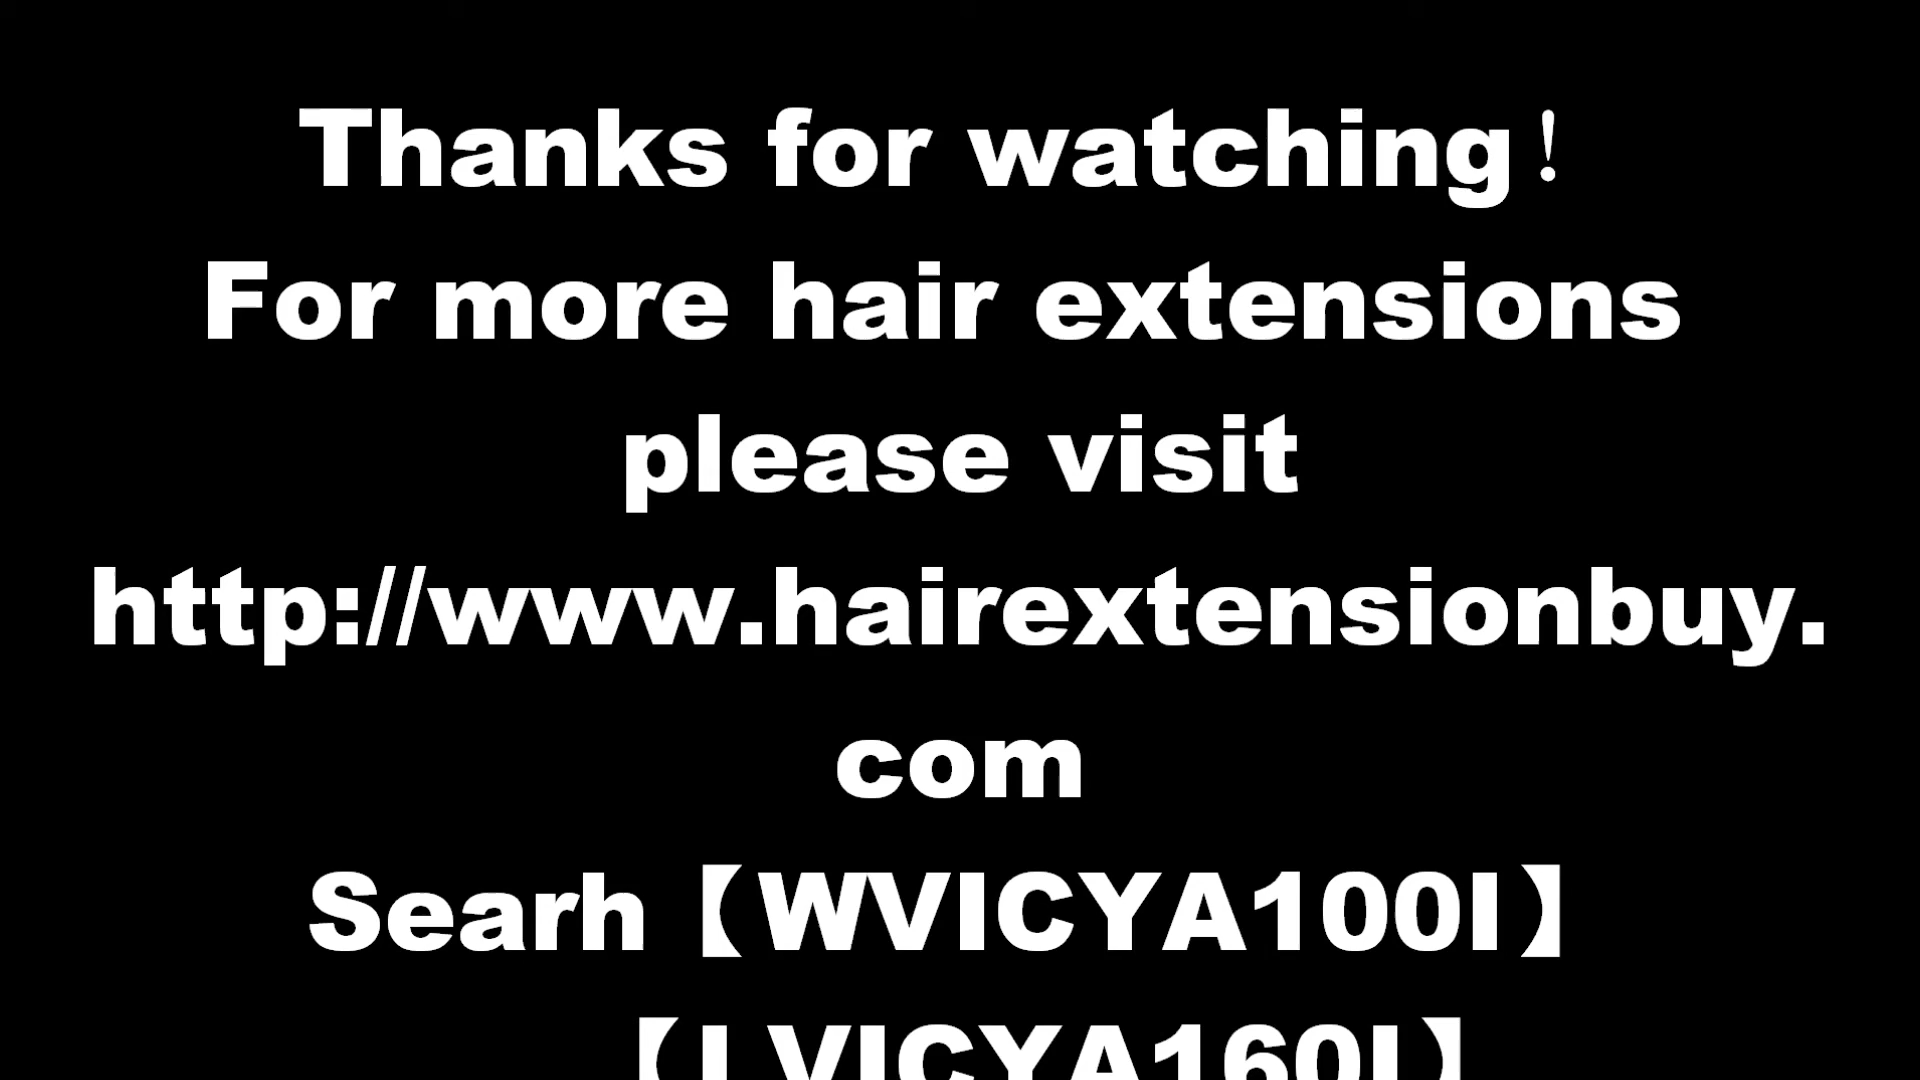 Thanks for watching！
For more hair extensions
please visit
http://www.hairextensionbuy.
com
Searh【WVICYA100I】